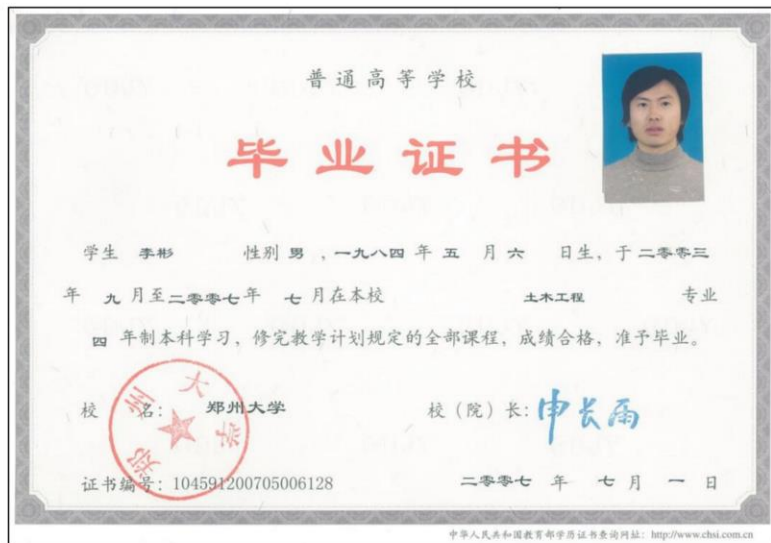 普通高等学校
毕业证书
学生 李彬 性别 男 ，一九八四 年 五 月 六 日生，于 二零零三
年 九 月至二零零七年 七 月在本校 土木工程 专业
四 年制本科学习，修完教学计划规定的全部课程，成绩合格，准予毕业。
校 名： 郑州大学 校（院）长：申长雨
郑州大学
证书编号：104591200705006128 二零零七 年 七 月 一 日
中华人民共和国教育部学历证书查询网址：http://www.chsi.com.cn